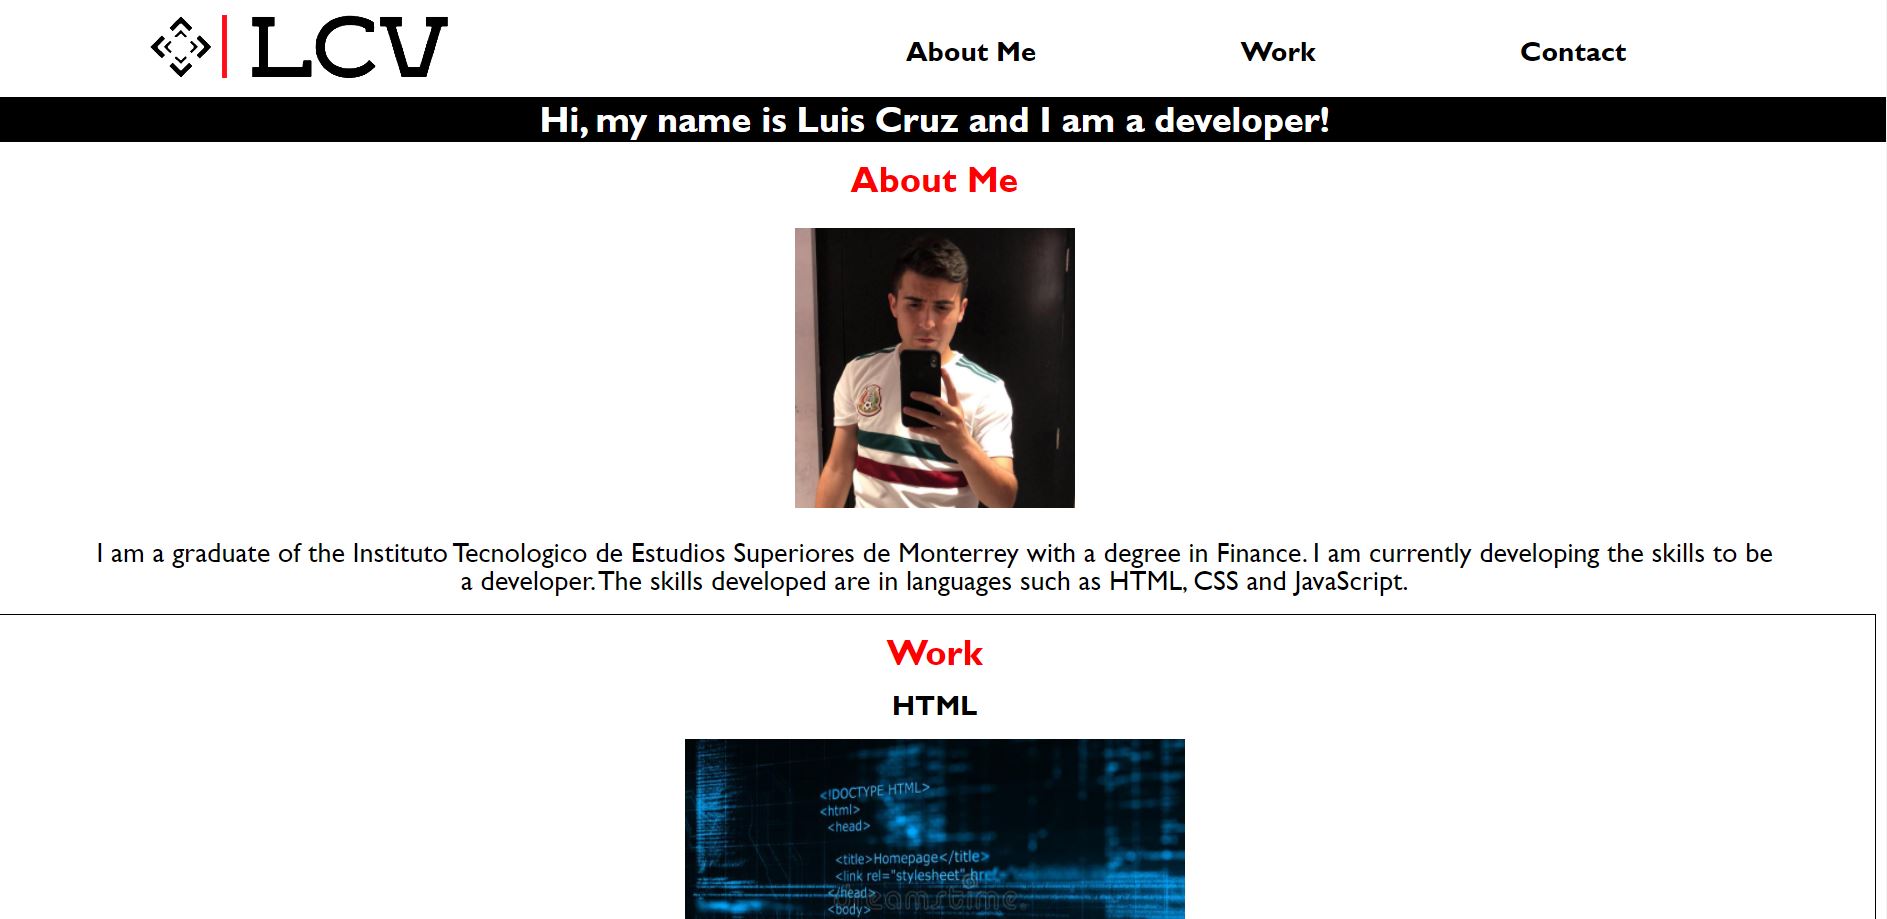 LCV
About Me Work Contact
Hi, my name is Luis Cruz and I am a developer!
About Me
I am a graduate of the Instituto Tecnologico de Estudios Superiores de Monterrey with a degree in Finance. I am currently developing the skills to be
a developer. The skills developed are in languages such as HTML, CSS and JavaScript.
Work
HTML
<!DOCTYPE HTML>
<html>
<head>
<title>Homepage</title>
<link rel="stylesheet" hr
</head>
dreamstime.
<body>